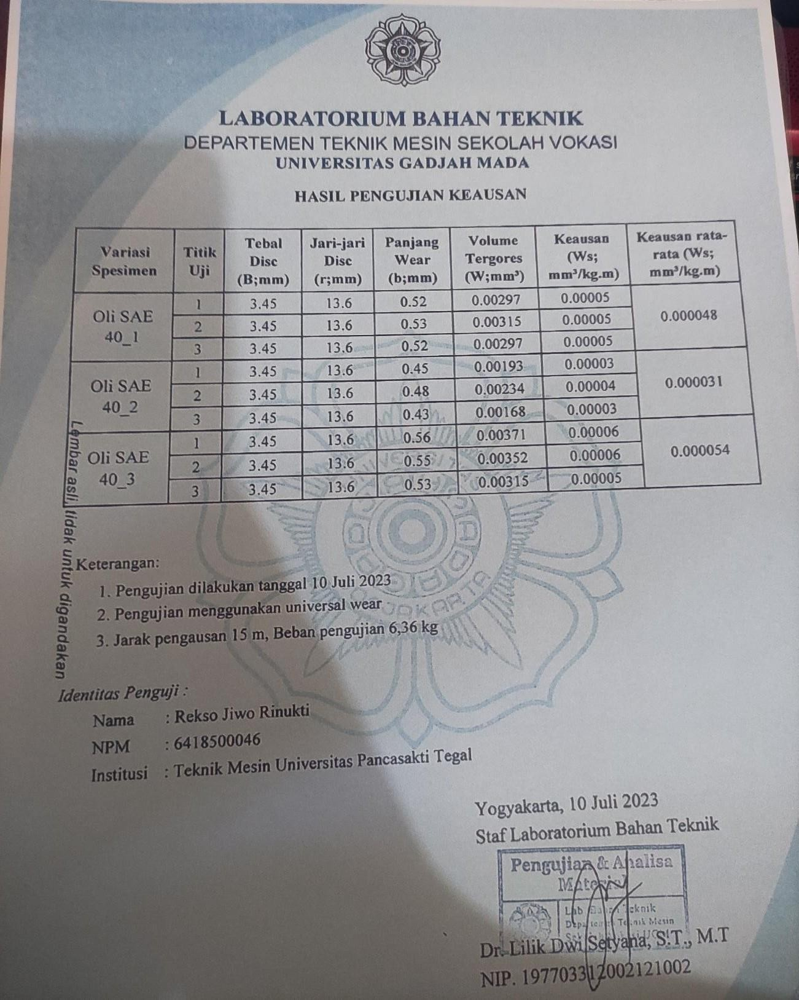 LABORATORIUM BAHAN TEKNIK
DEPARTEMEN TEKNIK MESIN SEKOLAH VOKASI
UNIVERSITAS GADJAH MADA
HASIL PENGUJIAN KEAUSAN
Variasi Spesimen | Titik Uji | Tebal Disc (B;mm) | Jari-jari Disc (r;mm) | Panjang Wear (b;mm) | Volume Tergores (W;mm³) | Keausan (Ws; mm³/kg.m) | Keausan rata-rata (Ws; mm³/kg.m)
Oli SAE 40_1 | 1 | 3.45 | 13.6 | 0.52 | 0.00297 | 0.00005 | 0.000048
2 | 3.45 | 13.6 | 0.53 | 0.00315 | 0.00005
3 | 3.45 | 13.6 | 0.52 | 0.00297 | 0.00005
Oli SAE 40_2 | 1 | 3.45 | 13.6 | 0.45 | 0.00193 | 0.00003 | 0.000031
2 | 3.45 | 13.6 | 0.48 | 0.00234 | 0.00004
3 | 3.45 | 13.6 | 0.43 | 0.00168 | 0.00003
Oli SAE 40_3 | 1 | 3.45 | 13.6 | 0.56 | 0.00371 | 0.00006 | 0.000054
2 | 3.45 | 13.6 | 0.55 | 0.00352 | 0.00006
3 | 3.45 | 13.6 | 0.53 | 0.00315 | 0.00005
Lembar asli, tidak untuk digandakan
Keterangan:
1. Pengujian dilakukan tanggal 10 Juli 2023
2. Pengujian menggunakan universal wear
3. Jarak pengausan 15 m, Beban pengujian 6,36 kg
Identitas Penguji :
Nama : Rekso Jiwo Rinukti
NPM : 6418500046
Institusi : Teknik Mesin Universitas Pancasakti Tegal
Yogyakarta, 10 Juli 2023
Staf Laboratorium Bahan Teknik
Pengujian & Analisa
Material
Lab Bahan Teknik
Departemen Teknik Mesin
Dr. Lilik Dwi Setyana, S.T., M.T
NIP. 197703312002121002